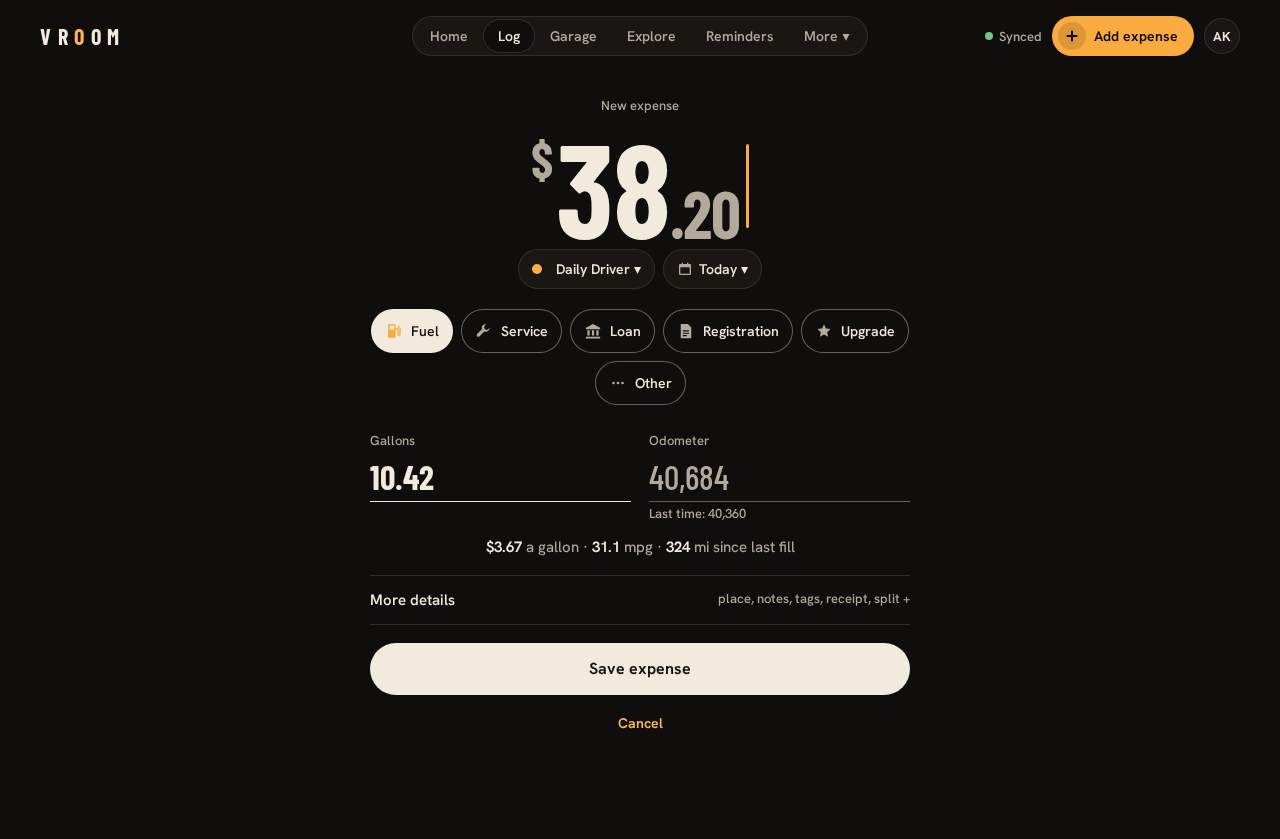 VROOM
Home Log Garage Explore Reminders More ▾
Synced
+ Add expense
AK
New expense
$38.20
Daily Driver ▾ Today ▾
Fuel Service Loan Registration Upgrade
Other
Gallons Odometer
10.42 40,684
Last time: 40,360
$3.67 a gallon · 31.1 mpg · 324 mi since last fill
More details place, notes, tags, receipt, split +
Save expense
Cancel